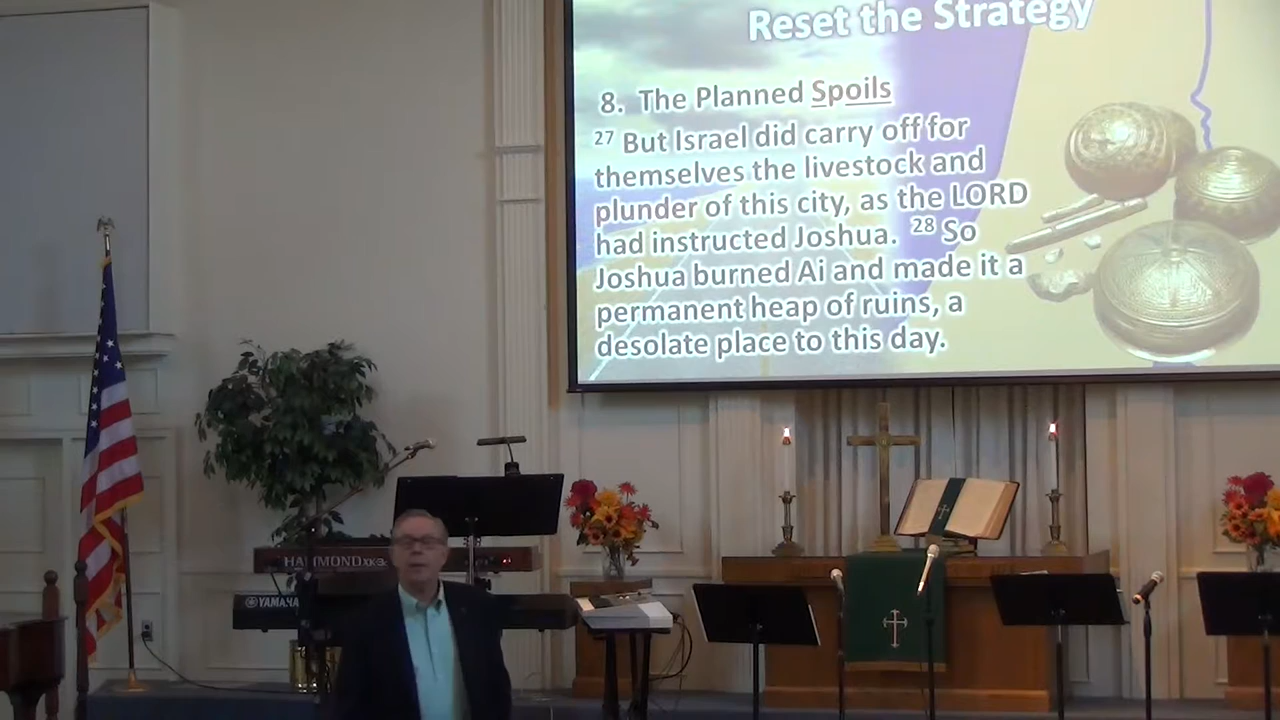 Reset the Strategy
8. The Planned Spoils
27 But Israel did carry off for
themselves the livestock and
plunder of this city, as the LORD
had instructed Joshua. 28 So
Joshua burned Ai and made it a
permanent heap of ruins, a
desolate place to this day.
HAMMOND XK-3c
YAMAHA